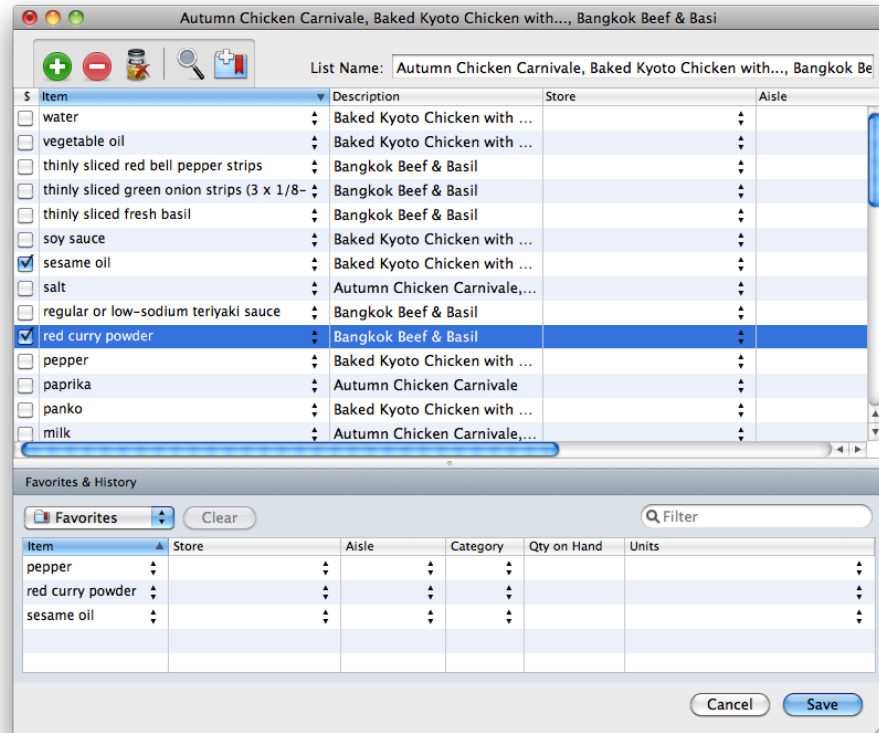 Autumn Chicken Carnivale, Baked Kyoto Chicken with..., Bangkok Beef & Basi
List Name: Autumn Chicken Carnivale, Baked Kyoto Chicken with..., Bangkok Be
$ Item Description Store Aisle
water Baked Kyoto Chicken with ...
vegetable oil Baked Kyoto Chicken with ...
thinly sliced red bell pepper strips Bangkok Beef & Basil
thinly sliced green onion strips (3 x 1/8- Bangkok Beef & Basil
thinly sliced fresh basil Bangkok Beef & Basil
soy sauce Baked Kyoto Chicken with ...
sesame oil Baked Kyoto Chicken with ...
salt Autumn Chicken Carnivale,...
regular or low-sodium teriyaki sauce Bangkok Beef & Basil
red curry powder Bangkok Beef & Basil
pepper Baked Kyoto Chicken with ...
paprika Autumn Chicken Carnivale
panko Baked Kyoto Chicken with ...
milk Autumn Chicken Carnivale,...
Favorites & History
Favorites Clear Filter
Item Store Aisle Category Qty on Hand Units
pepper
red curry powder
sesame oil
Cancel Save